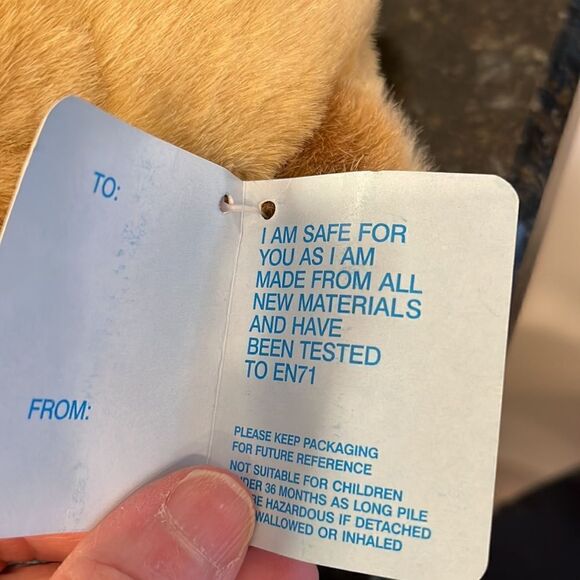 TO:
FROM:
I AM SAFE FOR
YOU AS I AM
MADE FROM ALL
NEW MATERIALS
AND HAVE
BEEN TESTED
TO EN71
PLEASE KEEP PACKAGING
FOR FUTURE REFERENCE
NOT SUITABLE FOR CHILDREN
36 MONTHS AS LONG PILE
HAZARDOUS IF DETACHED
OR INHALED